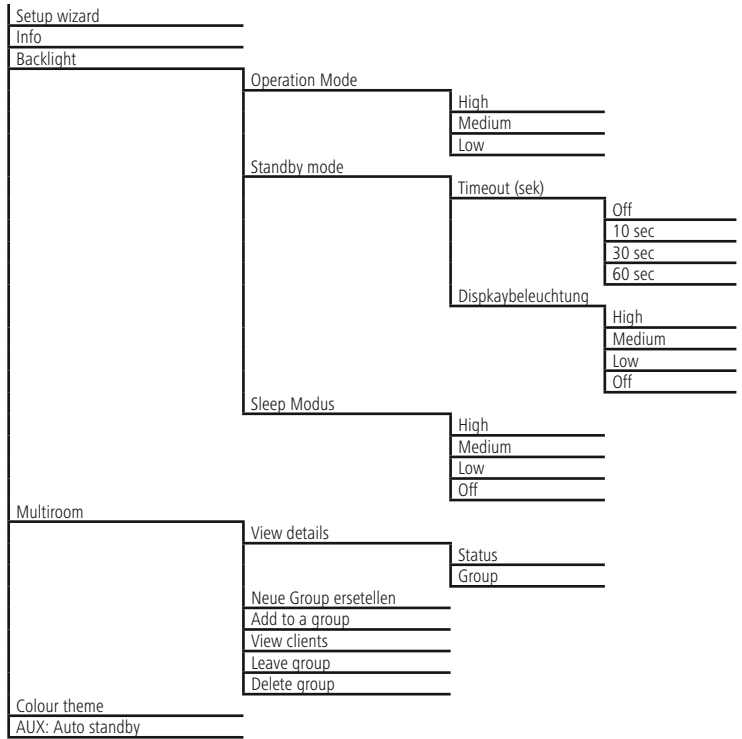 Setup wizard
Info
Backlight
Operation Mode
High
Medium
Low
Standby mode
Timeout (sek)
Off
10 sec
30 sec
60 sec
Dispkaybeleuchtung
High
Medium
Low
Off
Sleep Modus
High
Medium
Low
Off
Multiroom
View details
Status
Group
Neue Group ersetellen
Add to a group
View clients
Leave group
Delete group
Colour theme
AUX: Auto standby